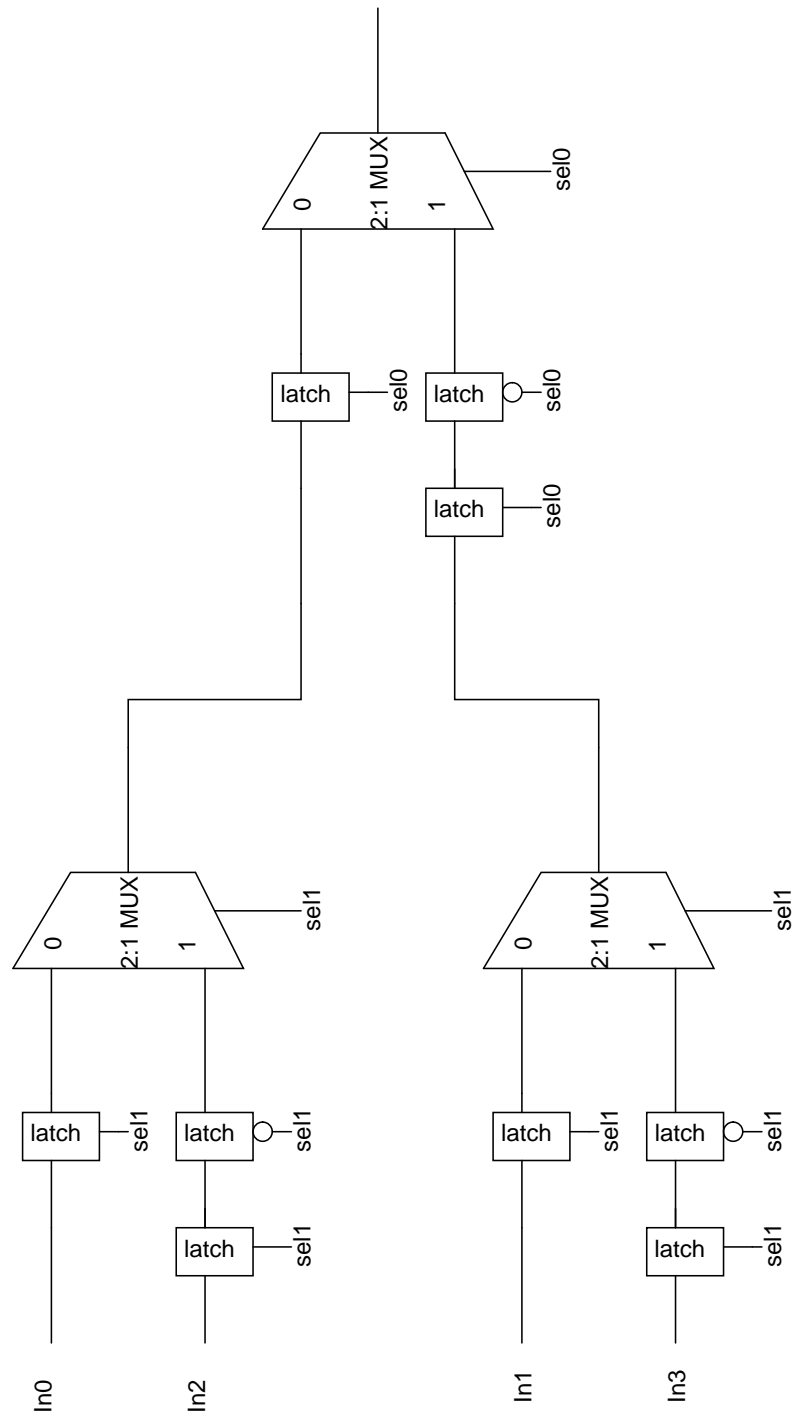 2:1 MUX
0
1
sel0
latch
sel0
latch
sel0
latch
sel0
2:1 MUX
0
1
sel1
2:1 MUX
0
1
sel1
latch
sel1
latch
sel1
latch
sel1
latch
sel1
latch
sel1
latch
sel1
In0
In2
In1
In3